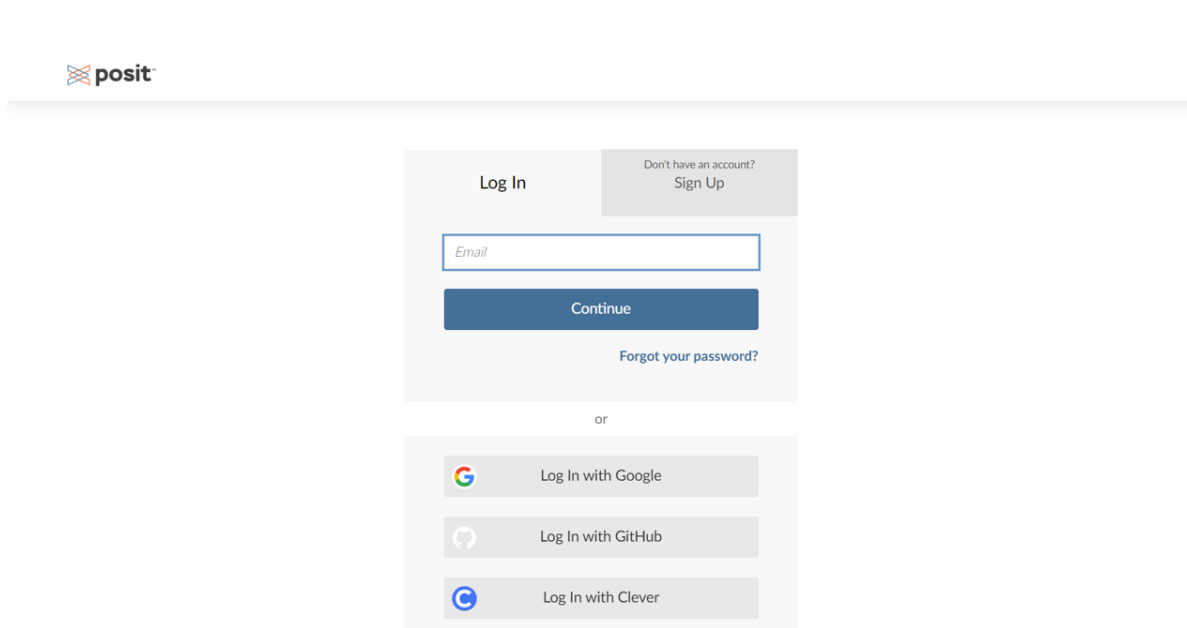 posit™
Log In
Don't have an account?
Sign Up
Email
Continue
Forgot your password?
or
Log In with Google
Log In with GitHub
Log In with Clever